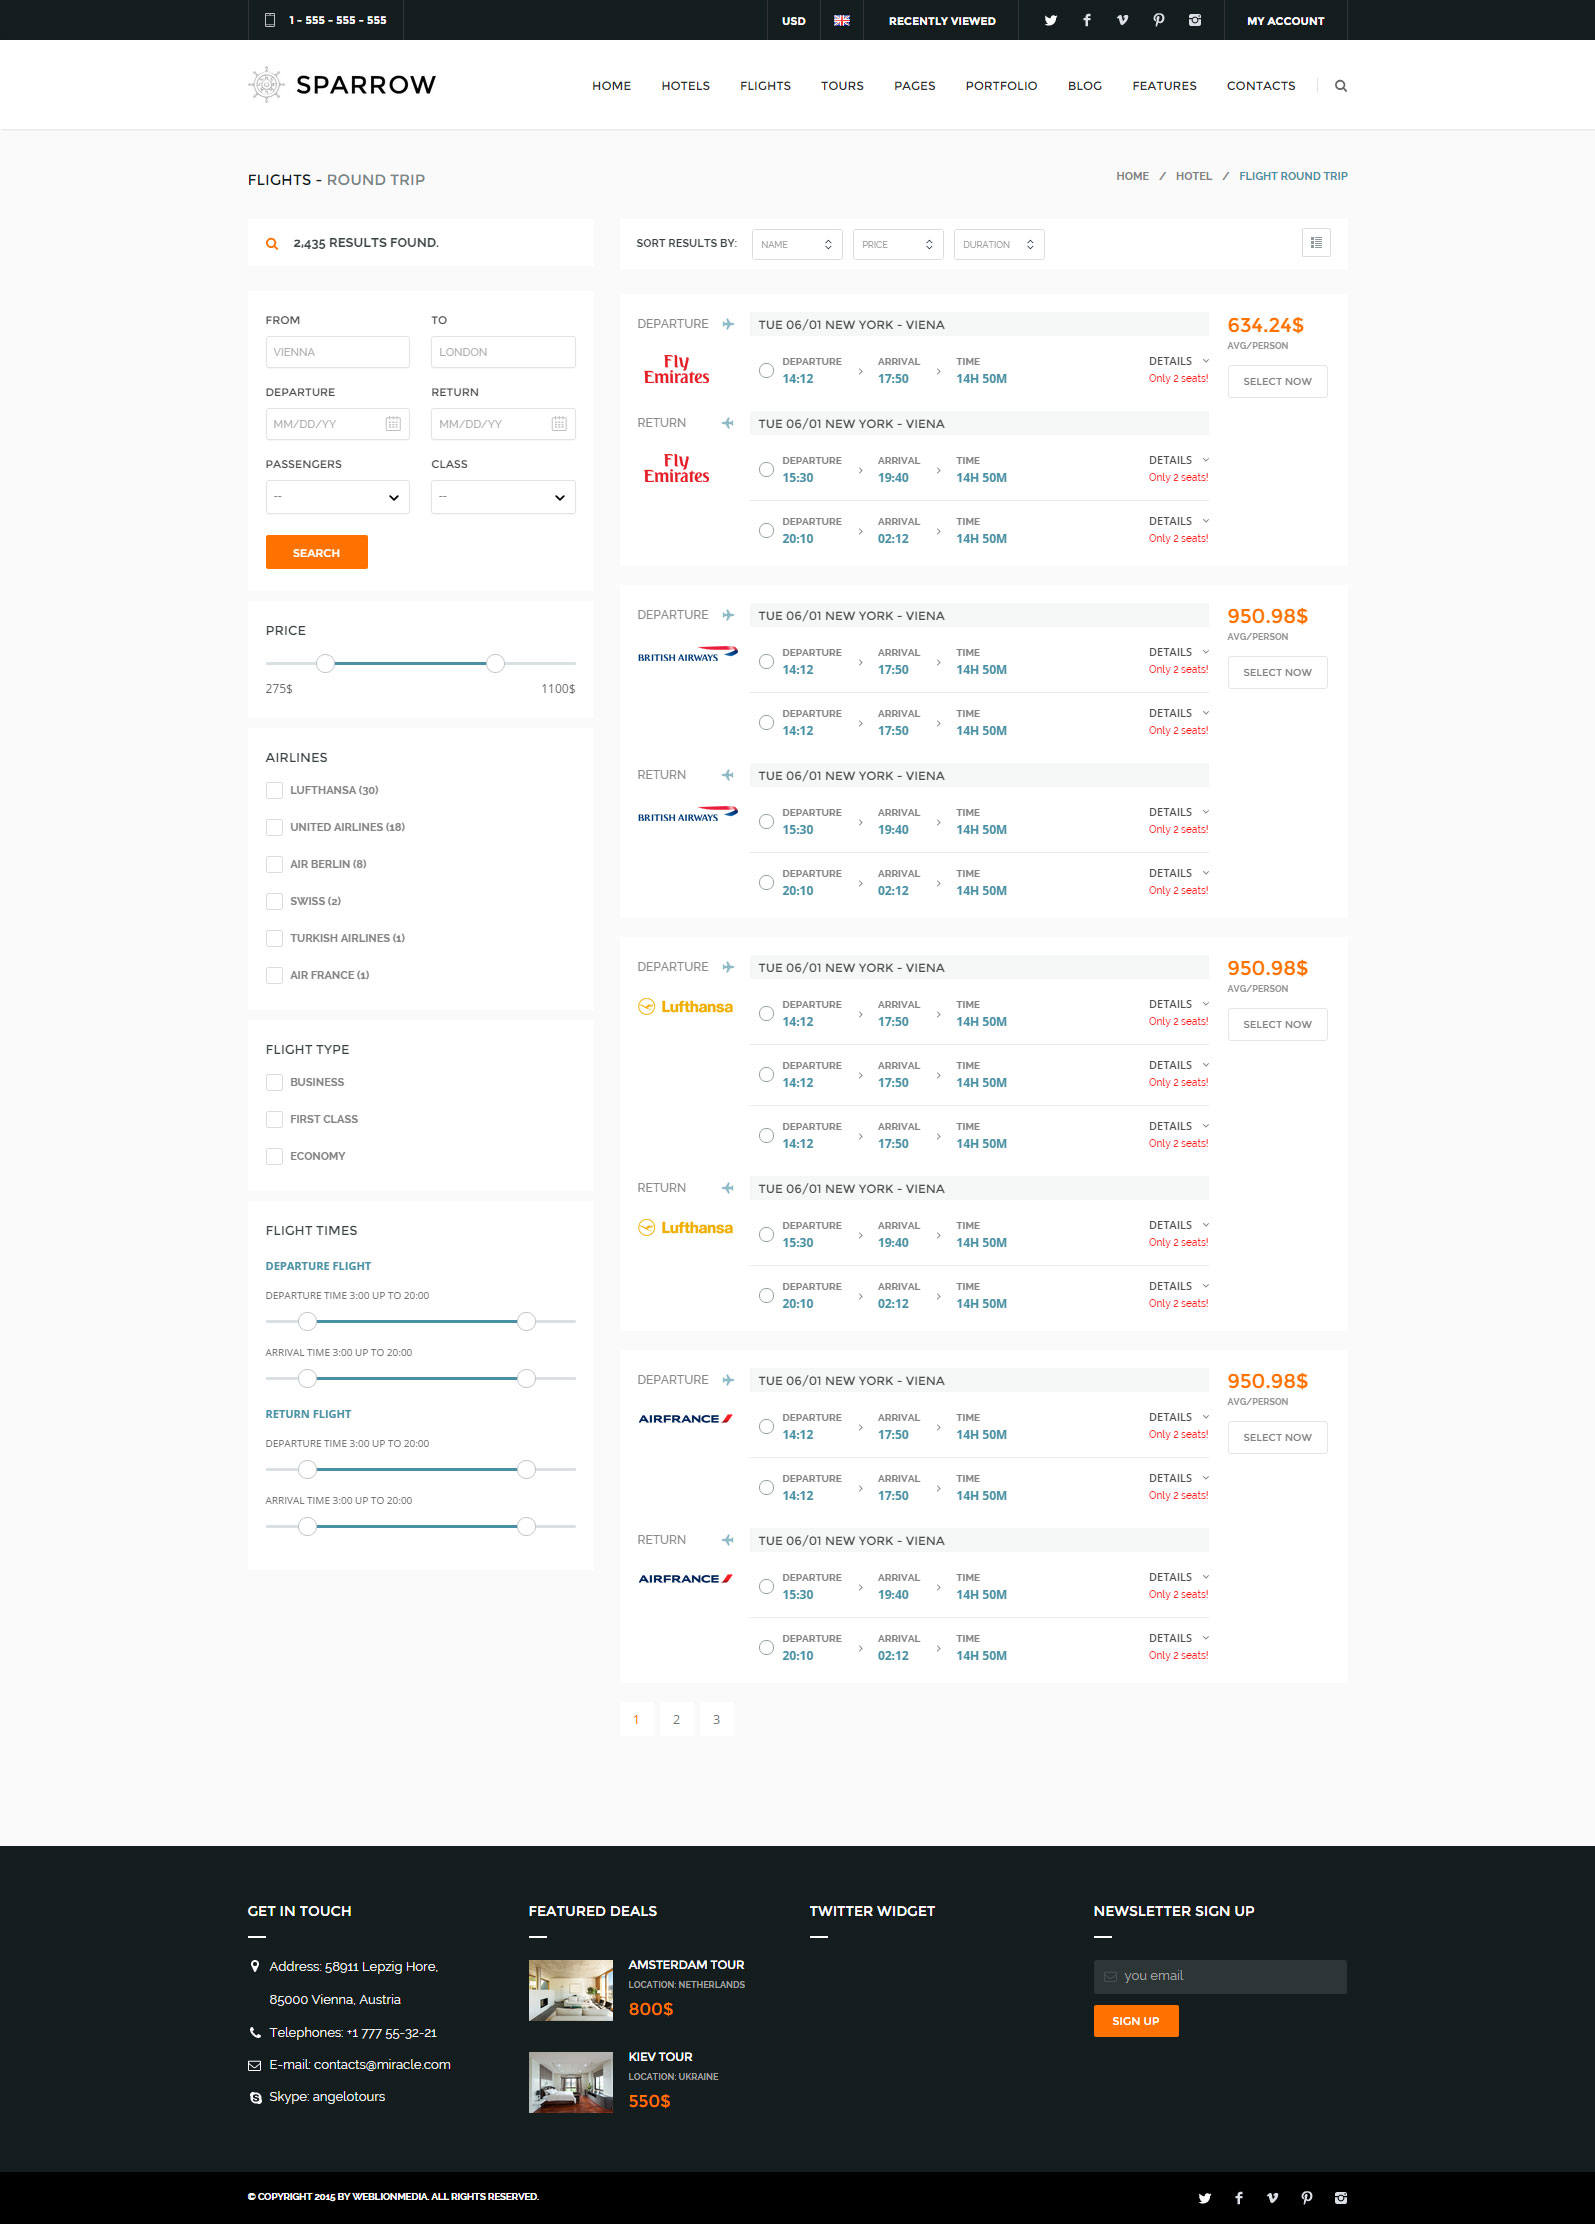 1 - 555 - 555 - 555
USD
RECENTLY VIEWED
MY ACCOUNT
SPARROW
HOME HOTELS FLIGHTS TOURS PAGES PORTFOLIO BLOG FEATURES CONTACTS
FLIGHTS - ROUND TRIP
HOME / HOTEL / FLIGHT ROUND TRIP
2,435 RESULTS FOUND.
FROM TO
VIENNA LONDON
DEPARTURE RETURN
MM/DD/YY MM/DD/YY
PASSENGERS CLASS
-- --
SEARCH
PRICE
275$ 1100$
AIRLINES
LUFTHANSA (30)
UNITED AIRLINES (18)
AIR BERLIN (8)
SWISS (2)
TURKISH AIRLINES (1)
AIR FRANCE (1)
FLIGHT TYPE
BUSINESS
FIRST CLASS
ECONOMY
FLIGHT TIMES
DEPARTURE FLIGHT
DEPARTURE TIME 3:00 UP TO 20:00
ARRIVAL TIME 3:00 UP TO 20:00
RETURN FLIGHT
DEPARTURE TIME 3:00 UP TO 20:00
ARRIVAL TIME 3:00 UP TO 20:00
SORT RESULTS BY: NAME PRICE DURATION
DEPARTURE TUE 06/01 NEW YORK - VIENA 634.24$
AVG/PERSON
SELECT NOW
Fly
Emirates
DEPARTURE ARRIVAL TIME DETAILS
14:12 17:50 14H 50M Only 2 seats!
RETURN TUE 06/01 NEW YORK - VIENA
Fly
Emirates
DEPARTURE ARRIVAL TIME DETAILS
15:30 19:40 14H 50M Only 2 seats!
DEPARTURE ARRIVAL TIME DETAILS
20:10 02:12 14H 50M Only 2 seats!
DEPARTURE TUE 06/01 NEW YORK - VIENA 950.98$
AVG/PERSON
SELECT NOW
BRITISH AIRWAYS
DEPARTURE ARRIVAL TIME DETAILS
14:12 17:50 14H 50M Only 2 seats!
DEPARTURE ARRIVAL TIME DETAILS
14:12 17:50 14H 50M Only 2 seats!
RETURN TUE 06/01 NEW YORK - VIENA
BRITISH AIRWAYS
DEPARTURE ARRIVAL TIME DETAILS
15:30 19:40 14H 50M Only 2 seats!
DEPARTURE ARRIVAL TIME DETAILS
20:10 02:12 14H 50M Only 2 seats!
DEPARTURE TUE 06/01 NEW YORK - VIENA 950.98$
AVG/PERSON
SELECT NOW
Lufthansa
DEPARTURE ARRIVAL TIME DETAILS
14:12 17:50 14H 50M Only 2 seats!
DEPARTURE ARRIVAL TIME DETAILS
14:12 17:50 14H 50M Only 2 seats!
DEPARTURE ARRIVAL TIME DETAILS
14:12 17:50 14H 50M Only 2 seats!
RETURN TUE 06/01 NEW YORK - VIENA
Lufthansa
DEPARTURE ARRIVAL TIME DETAILS
15:30 19:40 14H 50M Only 2 seats!
DEPARTURE ARRIVAL TIME DETAILS
20:10 02:12 14H 50M Only 2 seats!
DEPARTURE TUE 06/01 NEW YORK - VIENA 950.98$
AVG/PERSON
SELECT NOW
AIRFRANCE
DEPARTURE ARRIVAL TIME DETAILS
14:12 17:50 14H 50M Only 2 seats!
DEPARTURE ARRIVAL TIME DETAILS
14:12 17:50 14H 50M Only 2 seats!
RETURN TUE 06/01 NEW YORK - VIENA
AIRFRANCE
DEPARTURE ARRIVAL TIME DETAILS
15:30 19:40 14H 50M Only 2 seats!
DEPARTURE ARRIVAL TIME DETAILS
20:10 02:12 14H 50M Only 2 seats!
1 2 3
GET IN TOUCH
Address: 58911 Lepzig Hore,
85000 Vienna, Austria
Telephones: +1 777 55-32-21
E-mail: contacts@miracle.com
Skype: angelotours
FEATURED DEALS
AMSTERDAM TOUR
LOCATION: NETHERLANDS
800$
KIEV TOUR
LOCATION: UKRAINE
550$
TWITTER WIDGET
NEWSLETTER SIGN UP
you email
SIGN UP
© COPYRIGHT 2015 BY WEBLIONMEDIA. ALL RIGHTS RESERVED.